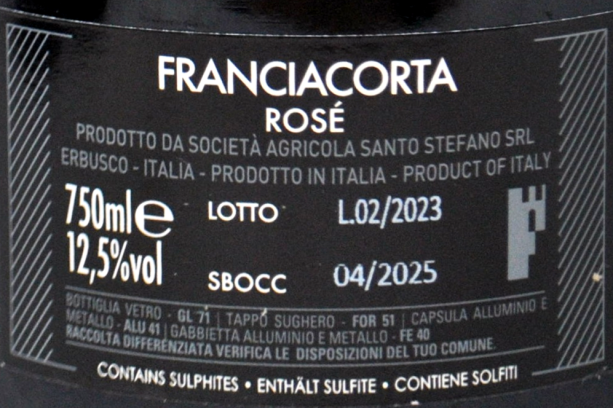 FRANCIACORTA
ROSÉ
PRODOTTO DA SOCIETÀ AGRICOLA SANTO STEFANO SRL
ERBUSCO - ITALIA - PRODOTTO IN ITALIA - PRODUCT OF ITALY
750ml e LOTTO L.02/2023
12,5%vol SBOCC 04/2025
BOTTIGLIA VETRO - GL 71 | TAPPO SUGHERO - FOR 51 | CAPSULA ALLUMINIO E
METALLO - ALU 41 | GABBIETTA ALLUMINIO E METALLO - FE 40
RACCOLTA DIFFERENZIATA VERIFICA LE DISPOSIZIONI DEL TUO COMUNE.
CONTAINS SULPHITES • ENTHÄLT SULFITE • CONTIENE SOLFITI